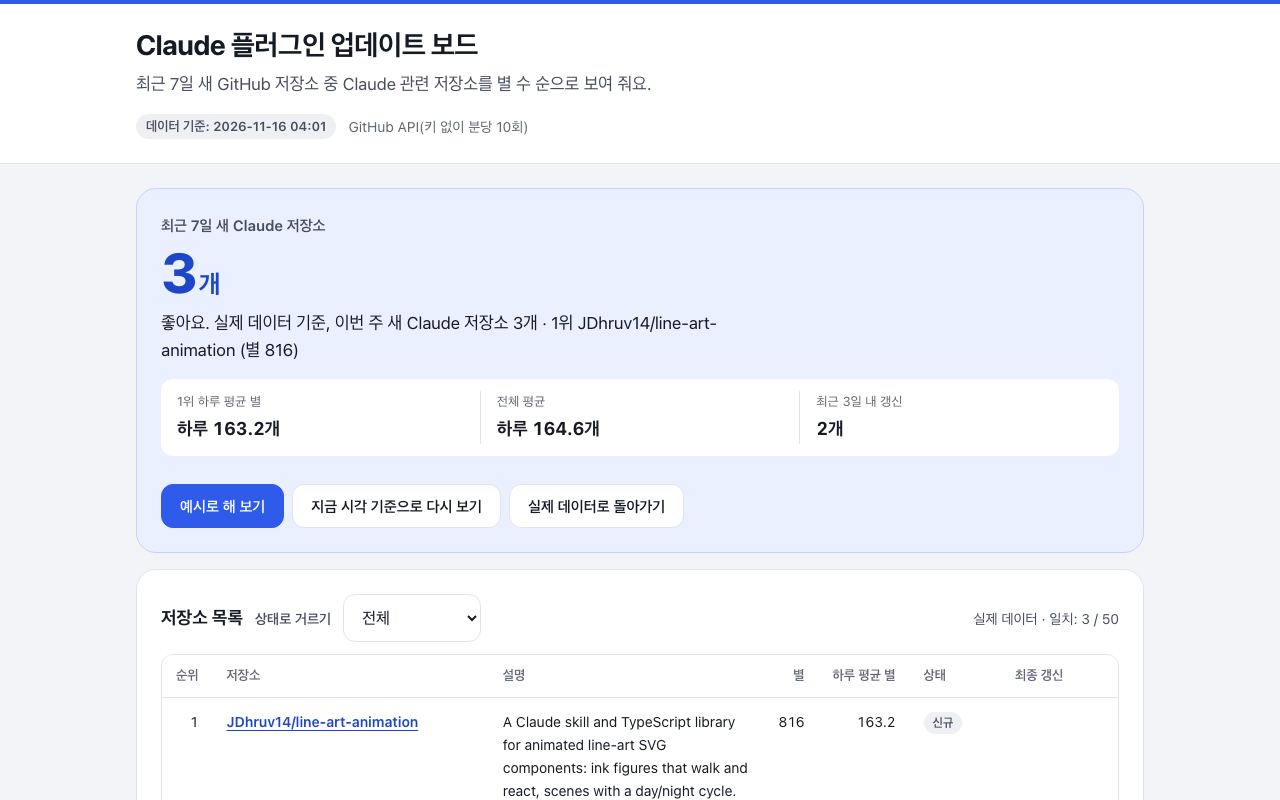 Claude 플러그인 업데이트 보드
최근 7일 새 GitHub 저장소 중 Claude 관련 저장소를 별 수 순으로 보여 줘요.
데이터 기준: 2026-11-16 04:01 GitHub API(키 없이 분당 10회)
최근 7일 새 Claude 저장소
3개
좋아요. 실제 데이터 기준, 이번 주 새 Claude 저장소 3개 · 1위 JDhruv14/line-art-
animation (별 816)
1위 하루 평균 별 전체 평균 최근 3일 내 갱신
하루 163.2개 하루 164.6개 2개
예시로 해 보기 지금 시각 기준으로 다시 보기 실제 데이터로 돌아가기
저장소 목록 상태로 거르기 전체 실제 데이터 · 일치: 3 / 50
순위 저장소 설명 별 하루 평균 별 상태 최종 갱신
1 JDhruv14/line-art-animation A Claude skill and TypeScript library 816 163.2 신규
for animated line-art SVG
components: ink figures that walk and
react, scenes with a day/night cycle.